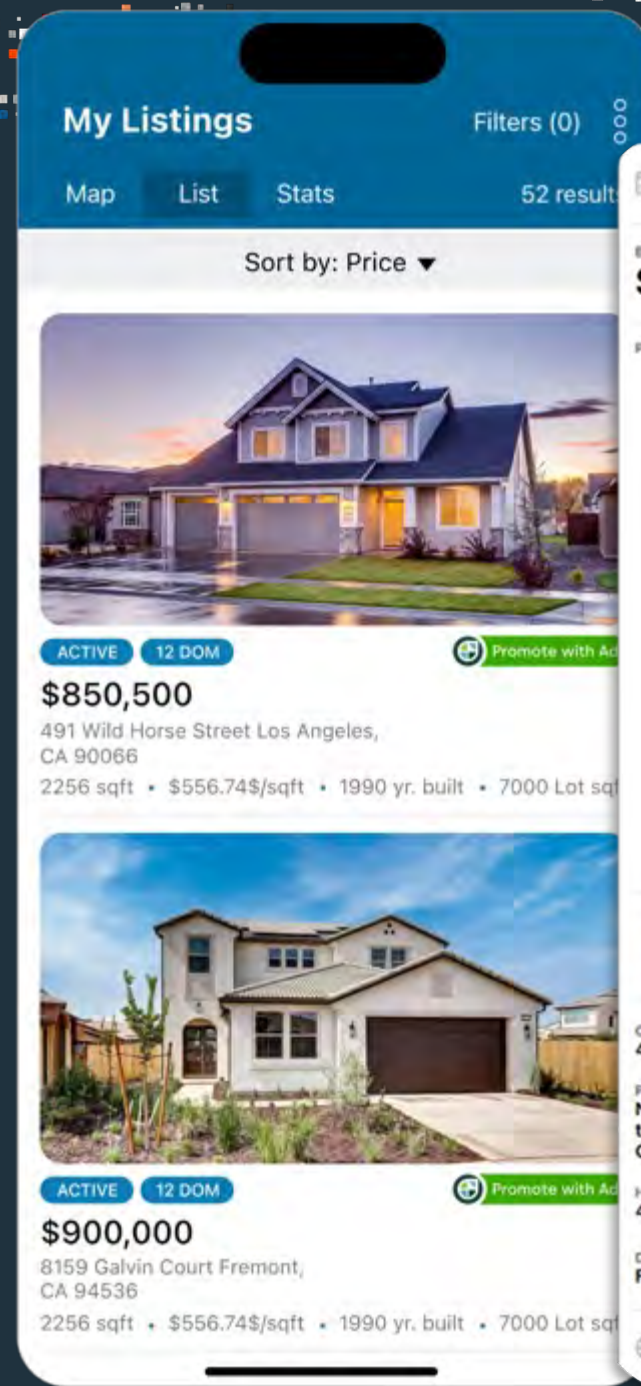 My Listings
Filters (0)
Map List Stats
52 result
Sort by: Price ▼
ACTIVE 12 DOM Promote with Ad
$850,500
491 Wild Horse Street Los Angeles,
CA 90066
2256 sqft • $556.74$/sqft • 1990 yr. built • 7000 Lot sqf
ACTIVE 12 DOM Promote with Ad
$900,000
8159 Galvin Court Fremont,
CA 94536
2256 sqft • $556.74$/sqft • 1990 yr. built • 7000 Lot sqf